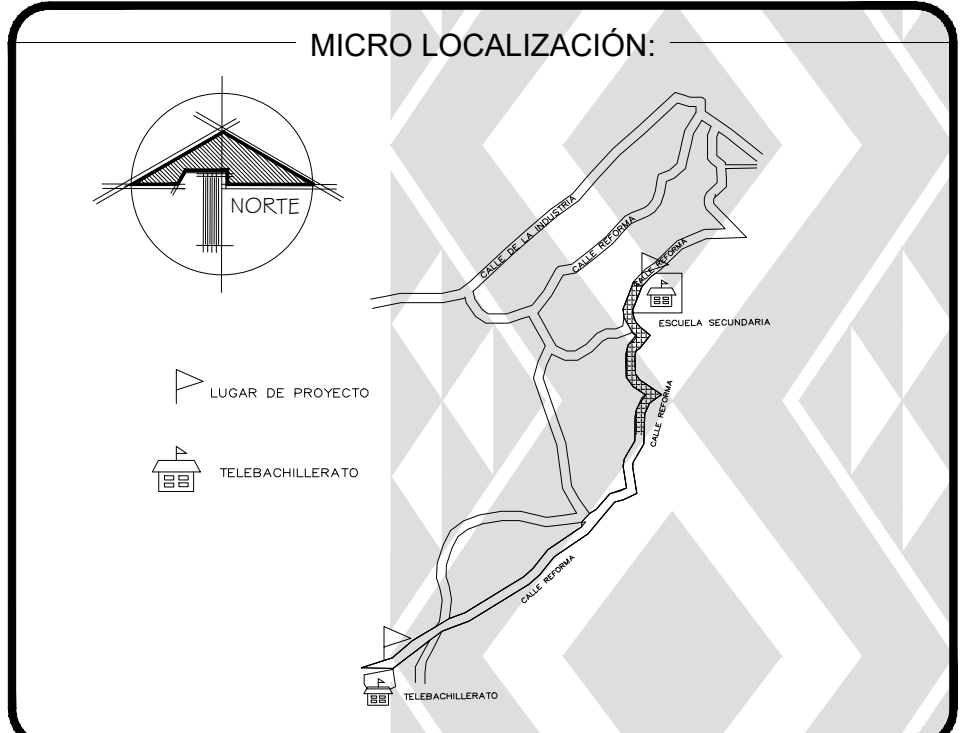 MICRO LOCALIZACIÓN:
NORTE
CALLE DE LA INDUSTRIA
CALLE REFORMA
CALLE REFORMA
ESCUELA SECUNDARIA
LUGAR DE PROYECTO
CALLE REFORMA
TELEBACHILLERATO
CALLE REFORMA
TELEBACHILLERATO